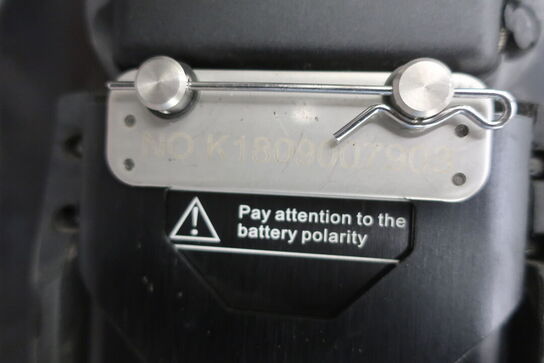 NO K1809007903
Pay attention to the
battery polarity